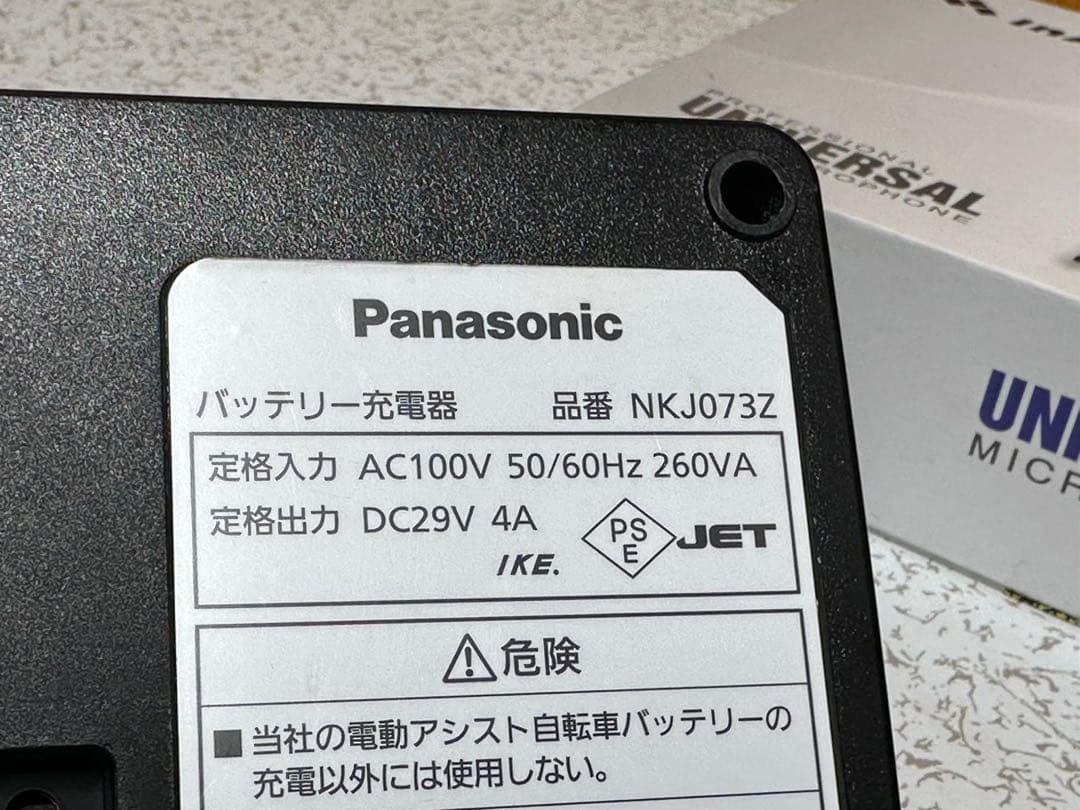 Panasonic
バッテリー充電器 品番 NKJ073Z
定格入力 AC100V 50/60Hz 260VA
定格出力 DC29V 4A
IKE.
PS
E
JET
危険
■当社の電動アシスト自転車バッテリーの
充電以外には使用しない。
PROFESSIONAL
UNIVERSAL
MICROPHONE